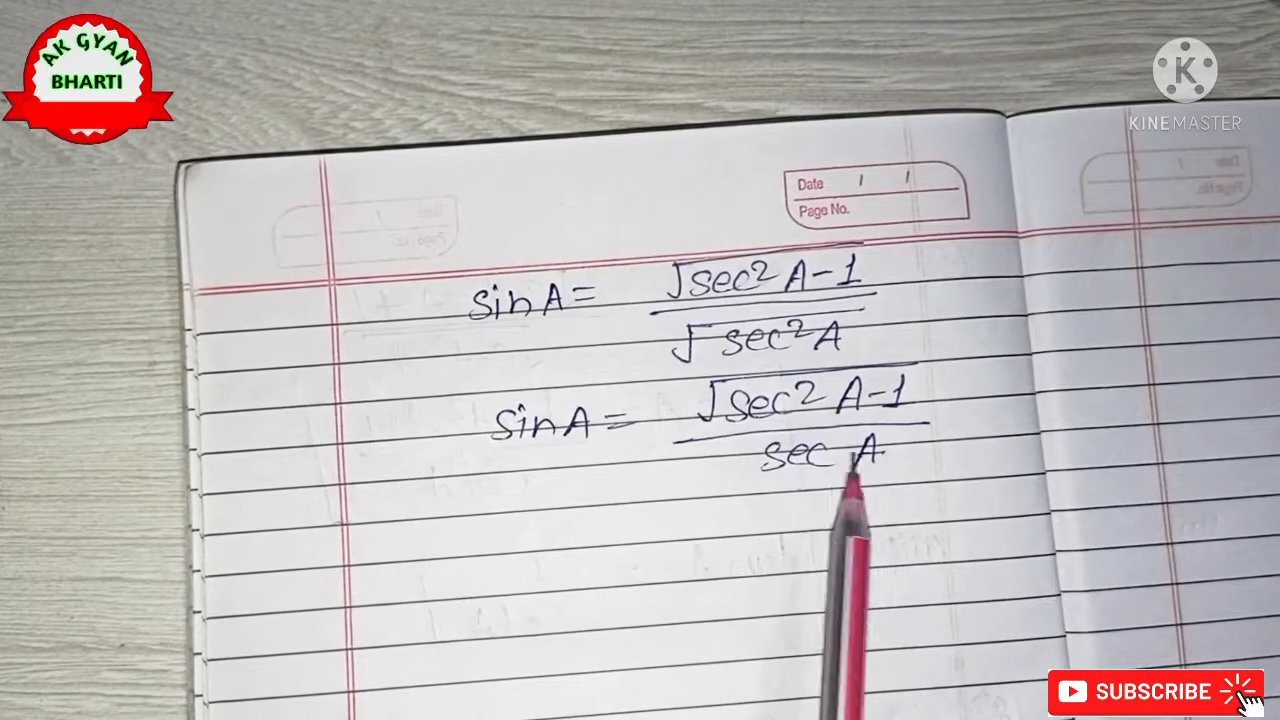 AK GYAN
BHARTI
K
KINEMASTER
Date / /
Page No.
sin A = √sec² A - 1
√sec² A
sin A = √sec² A - 1
sec A
SUBSCRIBE